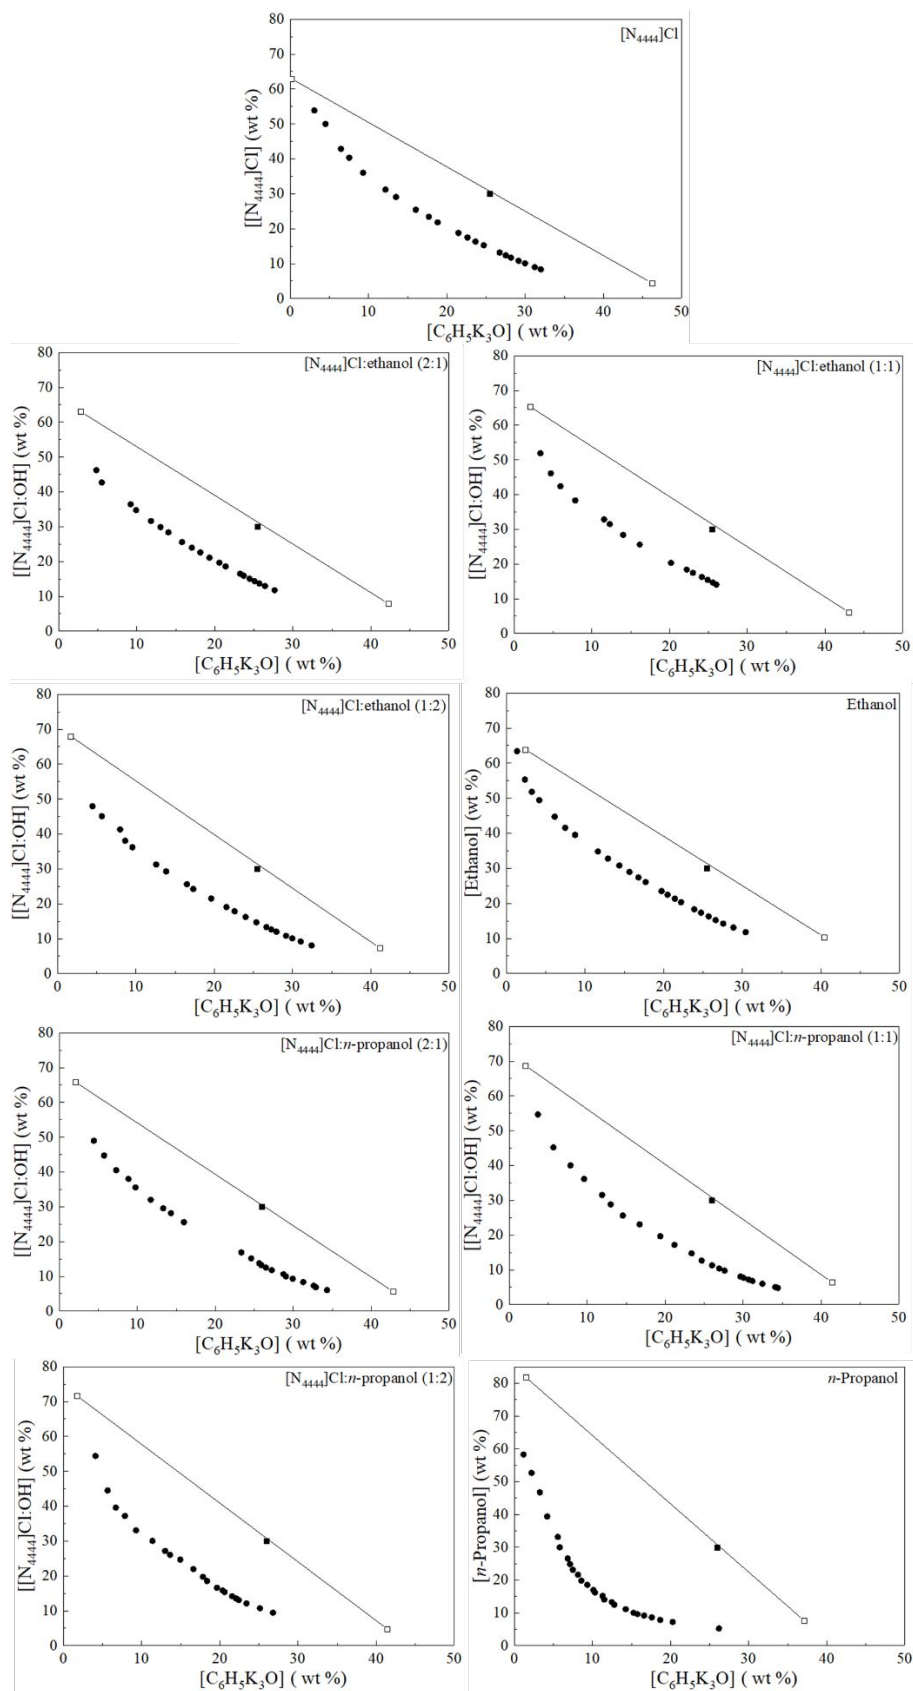 [N4444]Cl
80
70
60
50
40
30
20
10
0
[[N4444]Cl] (wt %)
0 10 20 30 40 50
[C6H5K3O] ( wt %)
[N4444]Cl:ethanol (2:1)
80
70
60
50
40
30
20
10
0
[[N4444]Cl:OH] (wt %)
0 10 20 30 40 50
[C6H5K3O] ( wt %)
[N4444]Cl:ethanol (1:1)
80
70
60
50
40
30
20
10
0
[[N4444]Cl:OH] (wt %)
0 10 20 30 40 50
[C6H5K3O] ( wt %)
[N4444]Cl:ethanol (1:2)
80
70
60
50
40
30
20
10
0
[[N4444]Cl:OH] (wt %)
0 10 20 30 40 50
[C6H5K3O] ( wt %)
Ethanol
80
70
60
50
40
30
20
10
0
[Ethanol] (wt %)
0 10 20 30 40 50
[C6H5K3O] ( wt %)
[N4444]Cl:n-propanol (2:1)
80
70
60
50
40
30
20
10
0
[[N4444]Cl:OH] (wt %)
0 10 20 30 40 50
[C6H5K3O] ( wt %)
[N4444]Cl:n-propanol (1:1)
80
70
60
50
40
30
20
10
0
[[N4444]Cl:OH] (wt %)
0 10 20 30 40 50
[C6H5K3O] ( wt %)
[N4444]Cl:n-propanol (1:2)
80
70
60
50
40
30
20
10
0
[[N4444]Cl:OH] (wt %)
0 10 20 30 40 50
[C6H5K3O] ( wt %)
n-Propanol
80
70
60
50
40
30
20
10
0
[n-Propanol] (wt %)
0 10 20 30 40 50
[C6H5K3O] ( wt %)